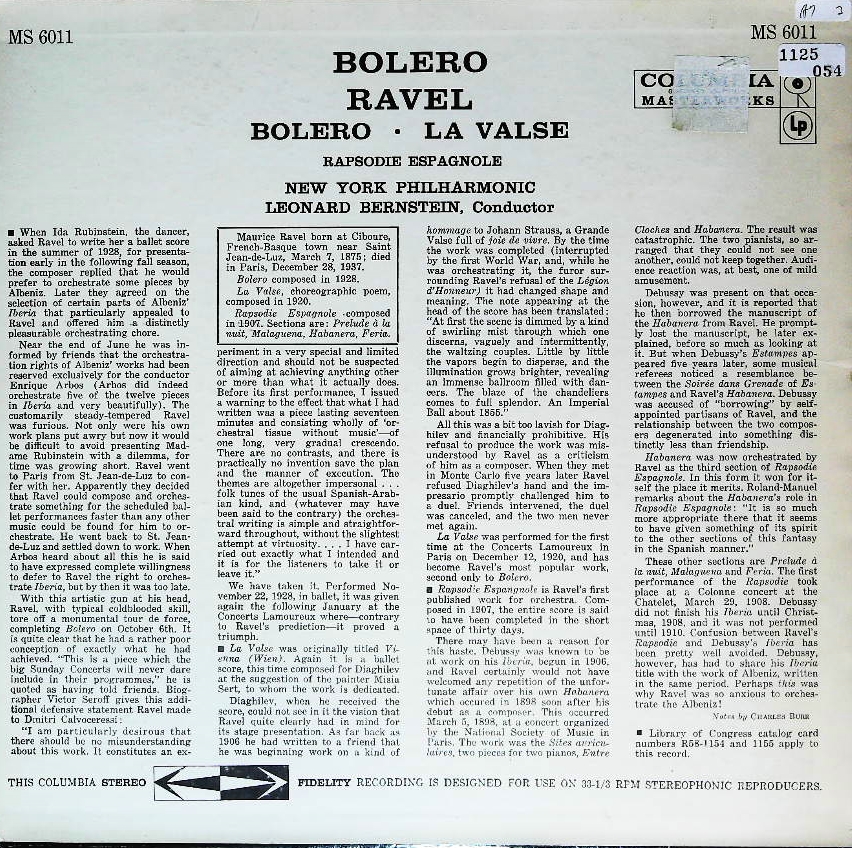 MS 6011
MS 6011
1125
054
BOLERO
RAVEL
BOLERO · LA VALSE
RAPSODIE ESPAGNOLE
NEW YORK PHILHARMONIC
LEONARD BERNSTEIN, Conductor
COLUMBIA
MASTERWORKS
LP
■ When Ida Rubinstein, the dancer,
asked Ravel to write her a ballet score
in the summer of 1928, for presenta-
tion early in the following fall season,
the composer replied that he would
prefer to orchestrate some pieces by
Albeniz. Later they agreed on the
selection of certain parts of Albeniz'
Iberia that particularly appealed to
Ravel and offered him a distinctly
pleasurable orchestrating chore.
Near the end of June he was in-
formed by friends that the orchestra-
tion rights of Albeniz' works had been
reserved exclusively for the conductor
Enrique Arbos (Arbos did indeed
orchestrate five of the twelve pieces
in Iberia and very beautifully). The
customarily steady-tempered Ravel
was furious. Not only were his own
work plans put awry but now it would
be difficult to avoid presenting Mad-
ame Rubinstein with a dilemma, for
time was growing short. Ravel went
to Paris from St. Jean-de-Luz to con-
fer with her. Apparently they decided
that Ravel could compose and orches-
trate something for the scheduled bal-
let performances faster than any other
music could be found for him to or-
chestrate. He went back to St. Jean-
de-Luz and settled down to work. When
Arbos heard about all this he is said
to have expressed complete willingness
to defer to Ravel the right to orches-
trate Iberia, but by then it was too late.
With this artistic gun at his head,
Ravel, with typical coldblooded skill,
tore off a monumental tour de force,
completing Bolero on October 6th. It
is quite clear that he had a rather poor
conception of exactly what he had
achieved. "This is a piece which the
big Sunday Concerts will never dare
include in their programmes," he is
quoted as having told friends. Biog-
rapher Victor Seroff gives this addi-
tional defensive statement Ravel made
to Dmitri Calvocoressi:
"I am particularly desirous that
there should be no misunderstanding
about this work. It constitutes an ex-
Maurice Ravel born at Ciboure,
French-Basque town near Saint
Jean-de-Luz, March 7, 1875; died
in Paris, December 28, 1937.
Bolero composed in 1928.
La Valse, choreographic poem,
composed in 1920.
Rapsodie Espagnole composed
in 1907. Sections are: Prelude à la
nuit, Malaguena, Habanera, Feria.
periment in a very special and limited
direction and should not be suspected
of aiming at achieving anything other
or more than what it actually does.
Before its first performance, I issued
a warning to the effect that what I had
written was a piece lasting seventeen
minutes and consisting wholly of 'or-
chestral tissue without music'—of
one long, very gradual crescendo.
There are no contrasts, and there is
practically no invention save the plan
and the manner of execution. The
themes are altogether impersonal . . .
folk tunes of the usual Spanish-Arab-
ian kind, and (whatever may have
been said to the contrary) the orches-
tral writing is simple and straightfor-
ward throughout, without the slightest
attempt at virtuosity. . . . I have car-
ried out exactly what I intended and
it is for the listeners to take it or
leave it."
We have taken it. Performed No-
vember 22, 1928, in ballet, it was given
again the following January at the
Concerts Lamoureux where—contrary
to Ravel's prediction—it proved a
triumph.
■ La Valse was originally titled Vi-
enna (Wien). Again it is a ballet
score, this time composed for Diaghilev
at the suggestion of the painter Misia
Sert, to whom the work is dedicated.
Diaghilev, when he received the
score, could not see in it the vision that
Ravel quite clearly had in mind for
its stage presentation. As far back as
1906 he had written to a friend that
he was beginning work on a kind of
hommage to Johann Strauss, a Grande
Valse full of joie de vivre. By the time
the work was completed (interrupted
by the first World War, and, while he
was orchestrating it, the furor sur-
rounding Ravel's refusal of the Légion
d'Honneur) it had changed shape and
meaning. The note appearing at the
head of the score has been translated:
"At first the scene is dimmed by a kind
of swirling mist through which one
discerns, vaguely and intermittently,
the waltzing couples. Little by little
the vapors begin to disperse, and the
illumination grows brighter, revealing
an immense ballroom filled with dan-
cers. The blaze of the chandeliers
comes to full splendor. An Imperial
Ball about 1855."
All this was a bit too lavish for Diag-
hilev and financially prohibitive. His
refusal to produce the work was mis-
understood by Ravel as a criticism
of him as a composer. When they met
in Monte Carlo five years later Ravel
refused Diaghilev's hand and the im-
presario promptly challenged him to
a duel. Friends intervened, the duel
was canceled, and the two men never
met again.
La Valse was performed for the first
time at the Concerts Lamoureux in
Paris on December 12, 1920, and has
become Ravel's most popular work,
second only to Bolero.
■ Rapsodie Espagnole is Ravel's first
published work for orchestra. Com-
posed in 1907, the entire score is said
to have been completed in the short
space of thirty days.
There may have been a reason for
this haste. Debussy was known to be
at work on his Iberia, begun in 1906,
and Ravel certainly would not have
welcomed any repetition of the unfor-
tunate affair over his own Habanera
which occured in 1898 soon after his
debut as a composer. This occurred
March 5, 1898, at a concert organized
by the National Society of Music in
Paris. The work was the Sites auricu-
laires, two pieces for two pianos, Entre
Cloches and Habanera. The result was
catastrophic. The two pianists, so ar-
ranged that they could not see one
another, could not keep together. Audi-
ence reaction was, at best, one of mild
amusement.
Debussy was present on that occa-
sion, however, and it is reported that
he then borrowed the manuscript of
the Habanera from Ravel. He prompt-
ly lost the manuscript, he later ex-
plained, before so much as looking at
it. But when Debussy's Estampes ap-
peared five years later, some musical
referees noticed a resemblance be-
tween the Soirée dans Grenade of Es-
tampes and Ravel's Habanera. Debussy
was accused of "borrowing" by self-
appointed partisans of Ravel, and the
relationship between the two compos-
ers degenerated into something dis-
tinctly less than friendship.
Habanera was now orchestrated by
Ravel as the third section of Rapsodie
Espagnole. In this form it won for it-
self the place it merits. Roland-Manuel
remarks about the Habanera's role in
Rapsodie Espagnole: "It is so much
more appropriate there that it seems
to have given something of its spirit
to the other sections of this fantasy
in the Spanish manner."
These other sections are Prelude à
la nuit, Malaguena and Feria. The first
performance of the Rapsodie took
place at a Colonne concert at the
Chatelet, March 29, 1908. Debussy
did not finish his Iberia until Christ-
mas, 1908, and it was not performed
until 1910. Confusion between Ravel's
Rapsodie and Debussy's Iberia has
been pretty well avoided. Debussy,
however, has had to share his Iberia
title with the work of Albeniz, written
in the same period. Perhaps this was
why Ravel was so anxious to orches-
trate the Albeniz!
Notes by CHARLES BURR
■ Library of Congress catalog card
numbers R58-1154 and 1155 apply to
this record.
THIS COLUMBIA STEREO FIDELITY RECORDING IS DESIGNED FOR USE ON 33-1/3 RPM STEREOPHONIC REPRODUCERS.